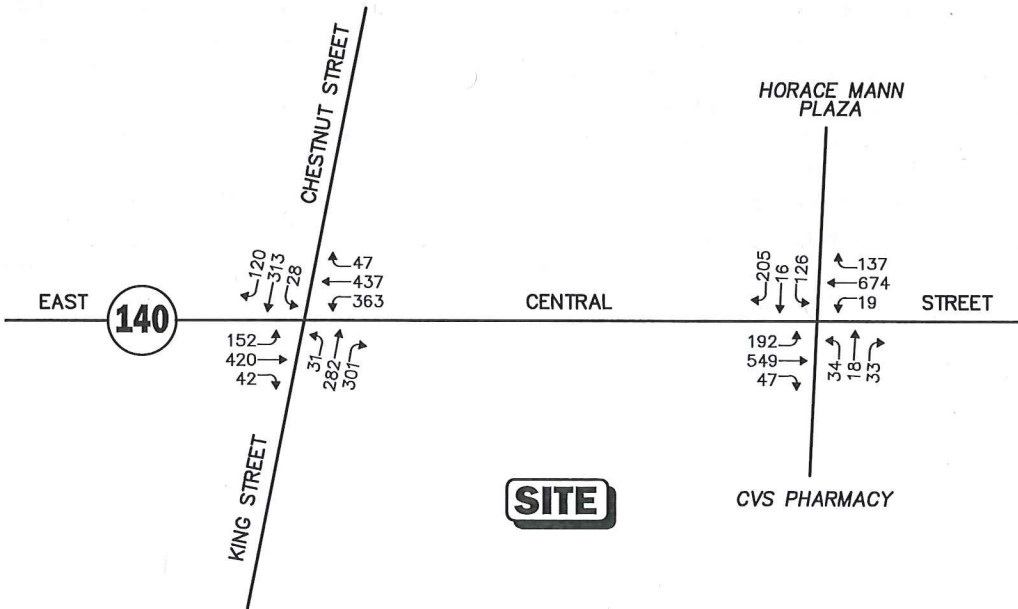 CHESTNUT STREET
HORACE MANN
PLAZA
120
313
28
47
437
363
205
16
126
137
674
19
EAST
140
CENTRAL
STREET
152
420
42
31
282
301
192
549
47
34
18
33
KING STREET
SITE
CVS PHARMACY